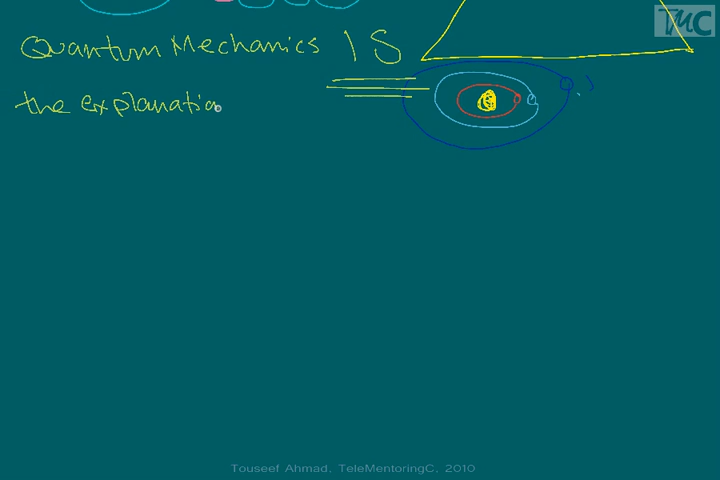 TMC
Quantum Mechanics IS
the explanatio
Touseef Ahmad. TeleMentoringC. 2010